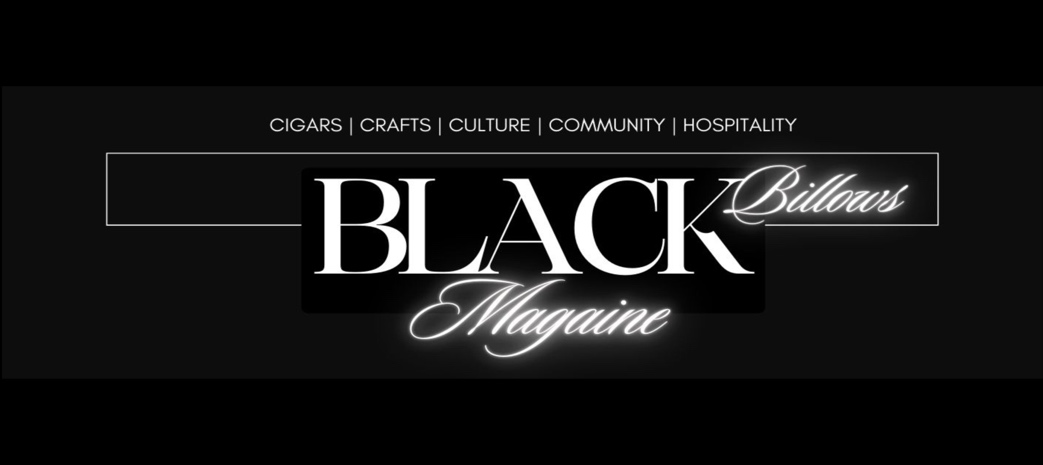 CIGARS | CRAFTS | CULTURE | COMMUNITY | HOSPITALITY
BLACK Billows
Magaine